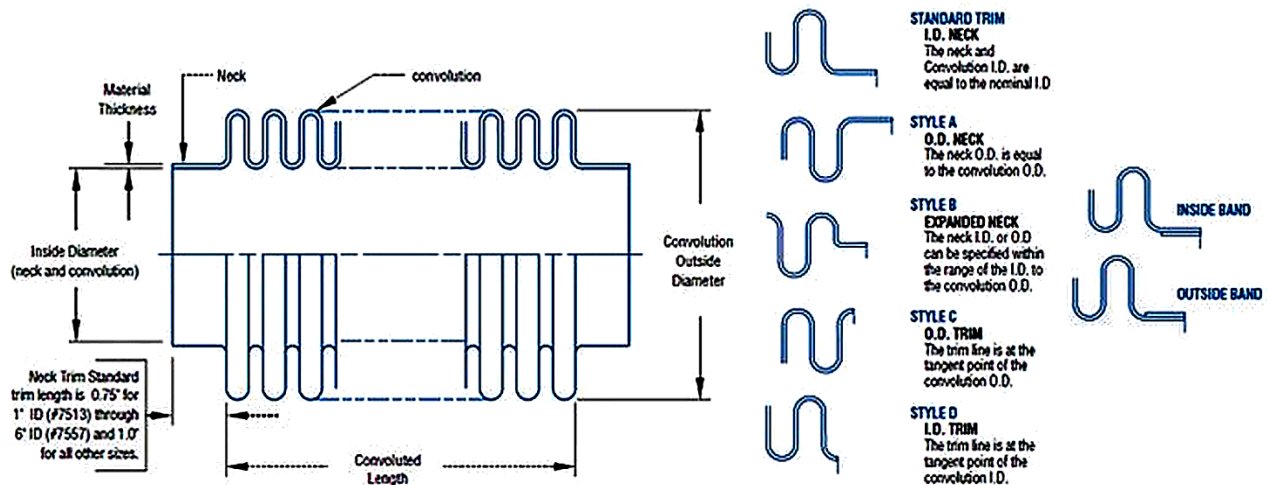 Neck
convolution
Material
Thickness
Inside Diameter
(neck and convolution)
Convolution
Outside
Diameter
Neck Trim Standard
trim length is 0.75" for
1" ID (#7513) through
6" ID (#7557) and 1.0"
for all other sizes.
Convoluted
Length
STANDARD TRIM
I.D. NECK
The neck and
Convolution I.D. are
equal to the nominal I.D
STYLE A
O.D. NECK
The neck O.D. is equal
to the convolution O.D.
STYLE B
EXPANDED NECK
The neck I.D. or O.D
can be specified within
the range of the I.D. to
the convolution O.D.
STYLE C
O.D. TRIM
The trim line is at the
tangent point of the
convolution O.D.
STYLE D
I.D. TRIM
The trim line is at the
tangent point of the
convolution I.D.
INSIDE BAND
OUTSIDE BAND